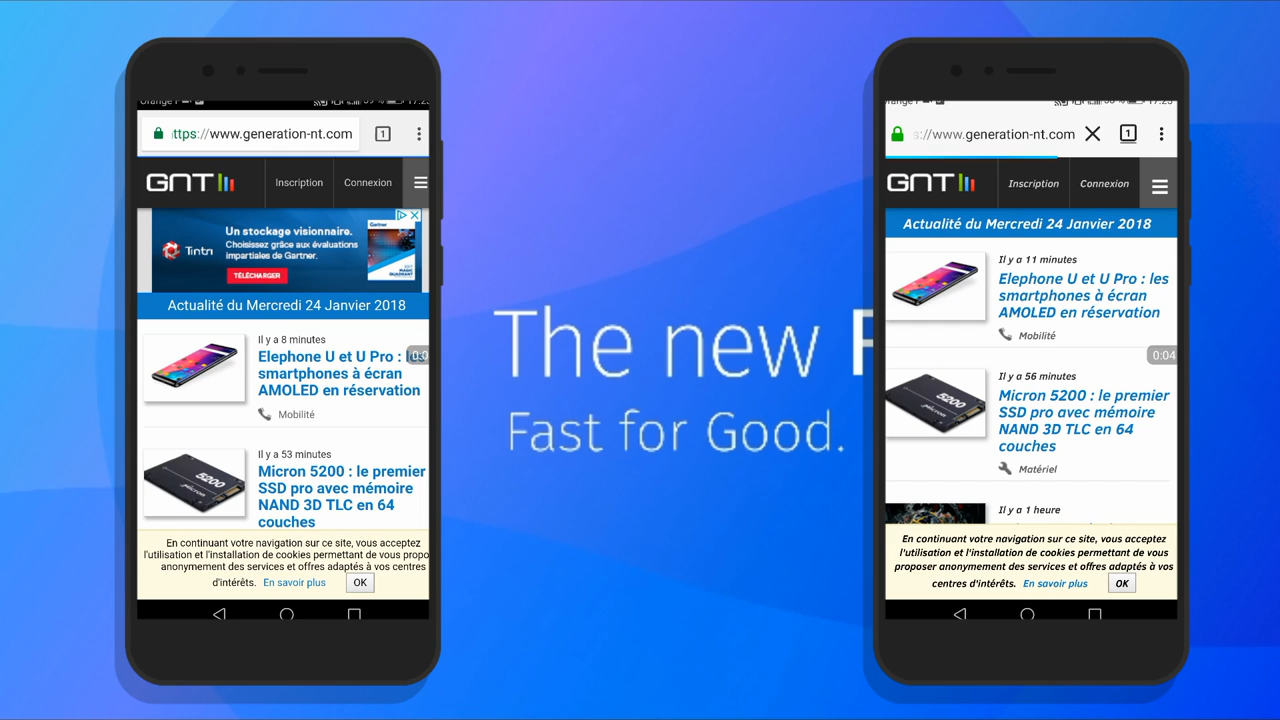 https://www.generation-nt.com
1
GNT
Inscription
Connexion
Un stockage visionnaire.
Choisissez grâce aux évaluations
impartiales de Gartner.
TÉLÉCHARGER
Tintri
Gartner
MAGIC
QUADRANT
Actualité du Mercredi 24 Janvier 2018
Il y a 8 minutes
Elephone U et U Pro : les
smartphones à écran
AMOLED en réservation
Mobilité
Il y a 53 minutes
Micron 5200 : le premier
SSD pro avec mémoire
NAND 3D TLC en 64
couches
5200
micron
En continuant votre navigation sur ce site, vous acceptez
l'utilisation et l'installation de cookies permettant de vous propo
anonymement des services et offres adaptés à vos centres
d'intérêts. En savoir plus OK
The new
Fast for Good.
s://www.generation-nt.com
1
GNT
Inscription
Connexion
Actualité du Mercredi 24 Janvier 2018
Il y a 11 minutes
Elephone U et U Pro : les
smartphones à écran
AMOLED en réservation
Mobilité
0:04
Il y a 56 minutes
Micron 5200 : le premier
SSD pro avec mémoire
NAND 3D TLC en 64
couches
Matériel
5200
micron
Il y a 1 heure
En continuant votre navigation sur ce site, vous acceptez
l'utilisation et l'installation de cookies permettant de vous
proposer anonymement des services et offres adaptés à vos
centres d'intérêts. En savoir plus OK